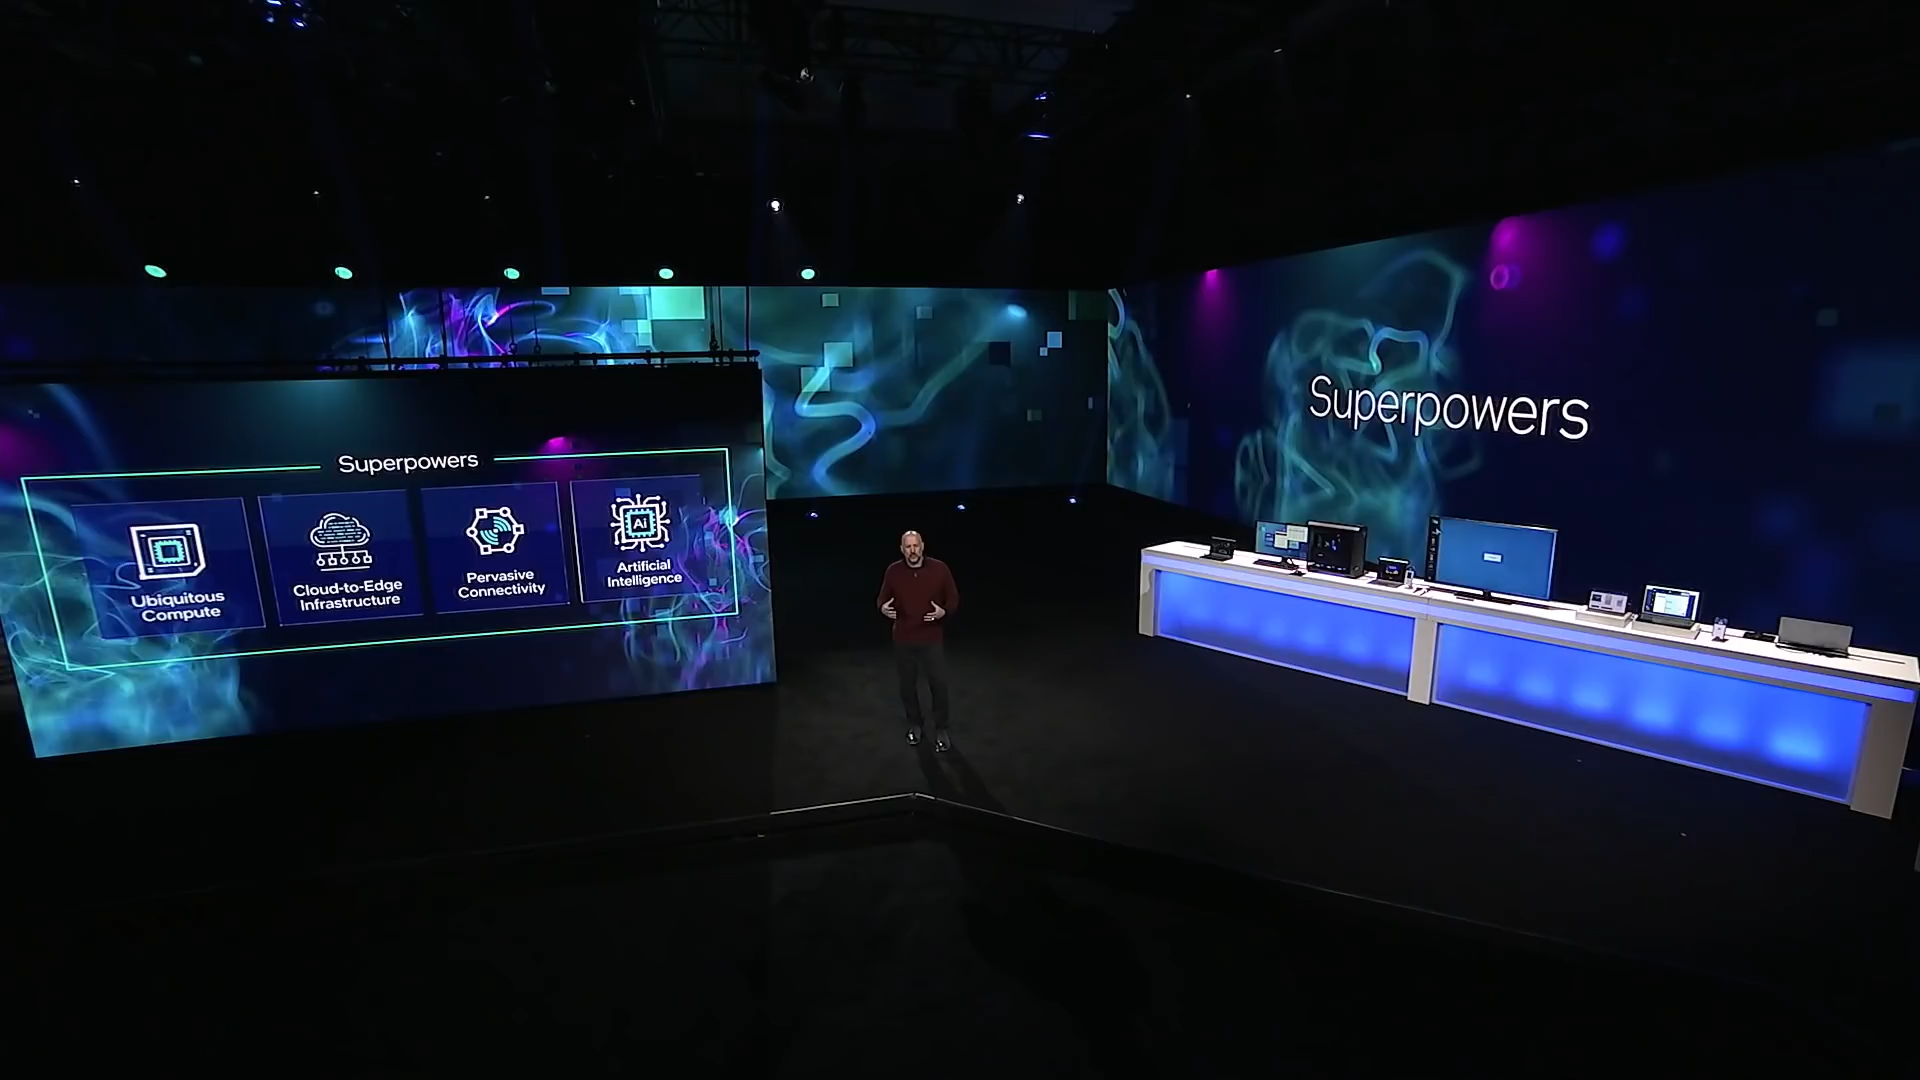 Superpowers
Ubiquitous
Compute
Cloud-to-Edge
Infrastructure
Pervasive
Connectivity
Ai
Artificial
Intelligence
Superpowers